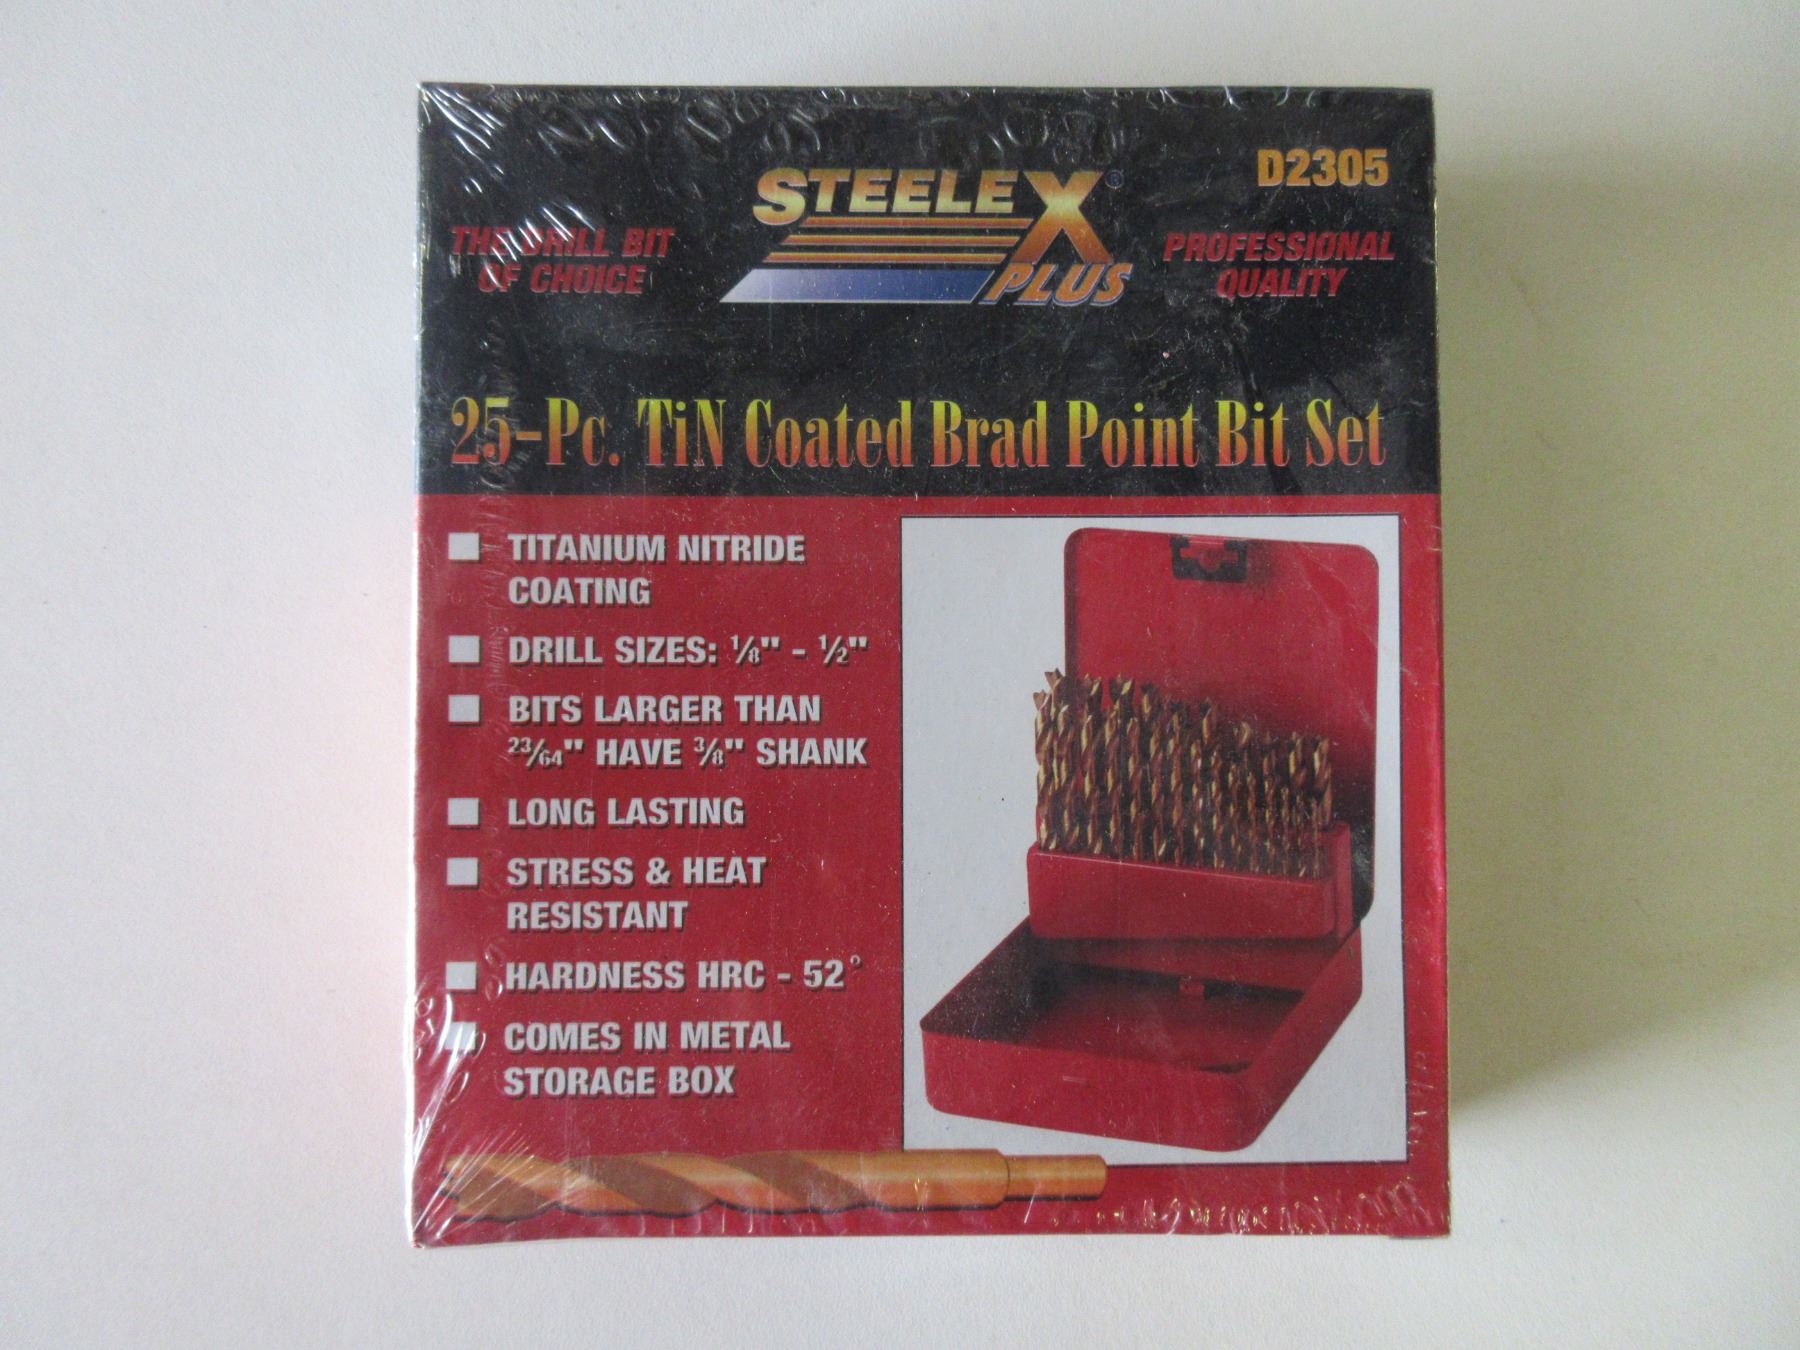 D2305
STEELEX®
PLUS
THE DRILL BIT
OF CHOICE
PROFESSIONAL
QUALITY
25-Pc. TiN Coated Brad Point Bit Set
TITANIUM NITRIDE
COATING
DRILL SIZES: 1/8" - 1/2"
BITS LARGER THAN
23/64" HAVE 3/8" SHANK
LONG LASTING
STRESS & HEAT
RESISTANT
HARDNESS HRC - 52°
COMES IN METAL
STORAGE BOX